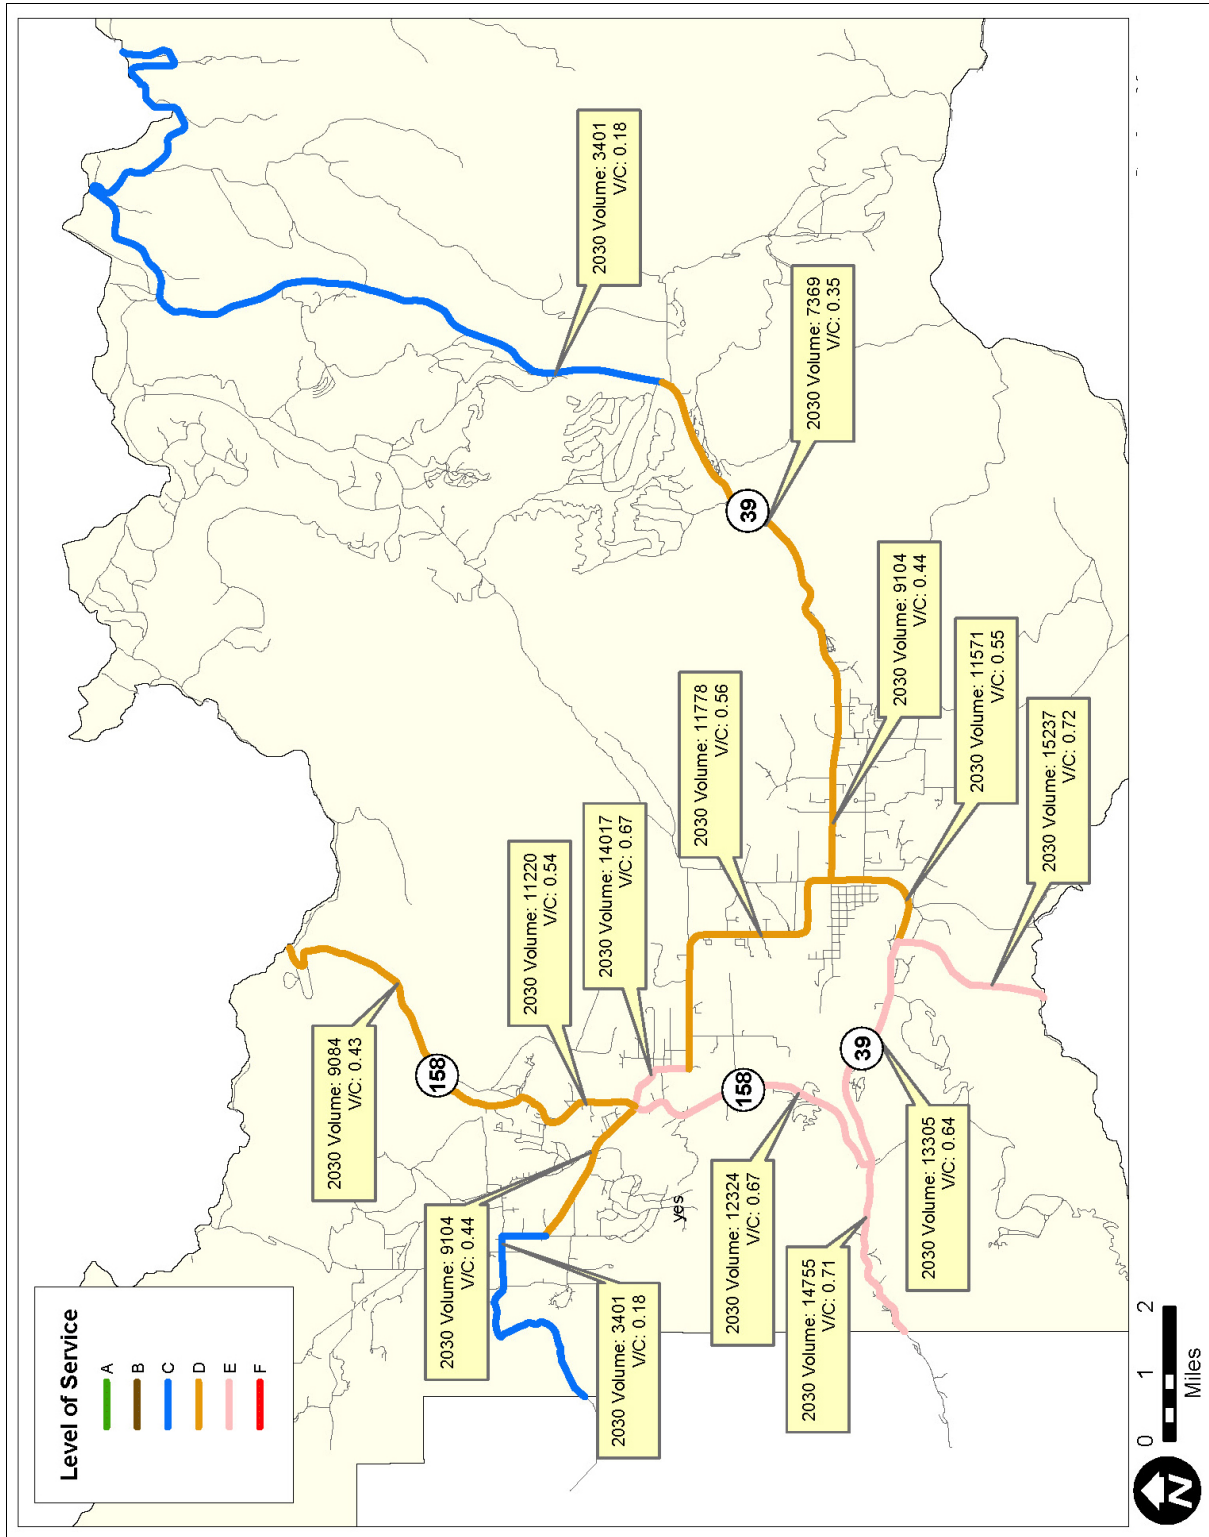 Level of Service
A
B
C
D
E
F
2030 Volume: 3401
V/C: 0.18
2030 Volume: 9104
V/C: 0.44
2030 Volume: 9084
V/C: 0.43
158
2030 Volume: 11220
V/C: 0.54
2030 Volume: 14017
V/C: 0.67
2030 Volume: 11778
V/C: 0.56
2030 Volume: 3401
V/C: 0.18
39
2030 Volume: 7369
V/C: 0.35
2030 Volume: 9104
V/C: 0.44
2030 Volume: 11571
V/C: 0.55
2030 Volume: 15237
V/C: 0.72
158
yes
2030 Volume: 12324
V/C: 0.67
39
2030 Volume: 14755
V/C: 0.71
2030 Volume: 13305
V/C: 0.64
N
0 1 2
Miles